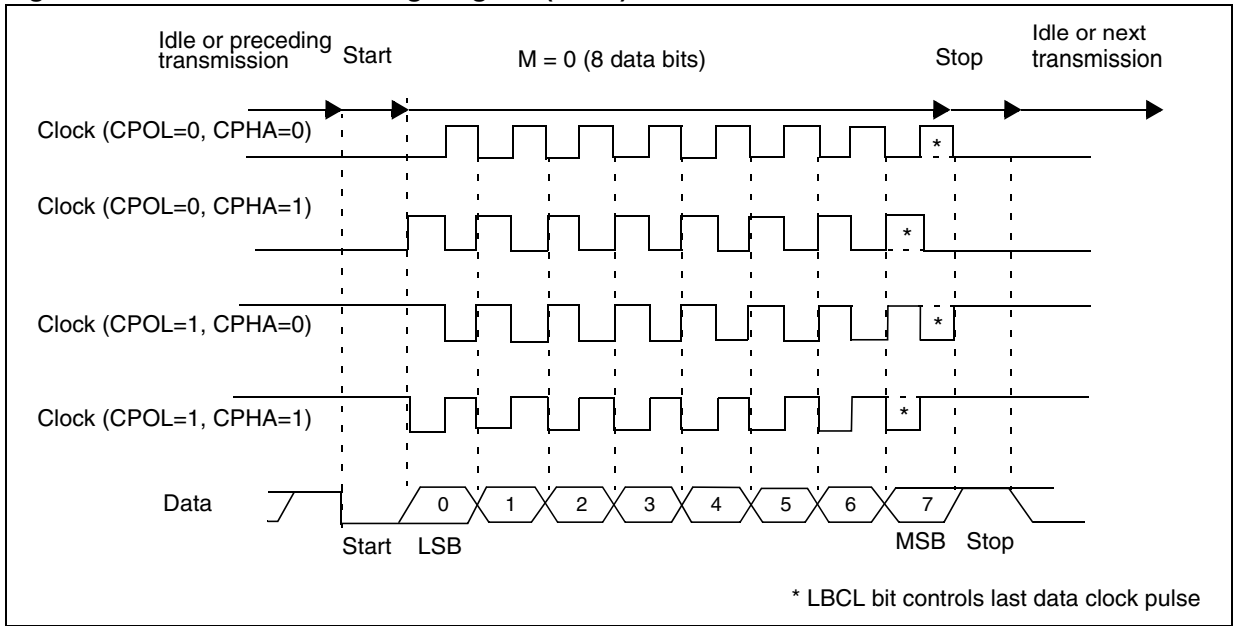 Idle or preceding
transmission
Start
M = 0 (8 data bits)
Stop
Idle or next
transmission
Clock (CPOL=0, CPHA=0)
*
Clock (CPOL=0, CPHA=1)
*
Clock (CPOL=1, CPHA=0)
*
Clock (CPOL=1, CPHA=1)
*
Data
0 1 2 3 4 5 6 7
Start LSB MSB Stop
* LBCL bit controls last data clock pulse